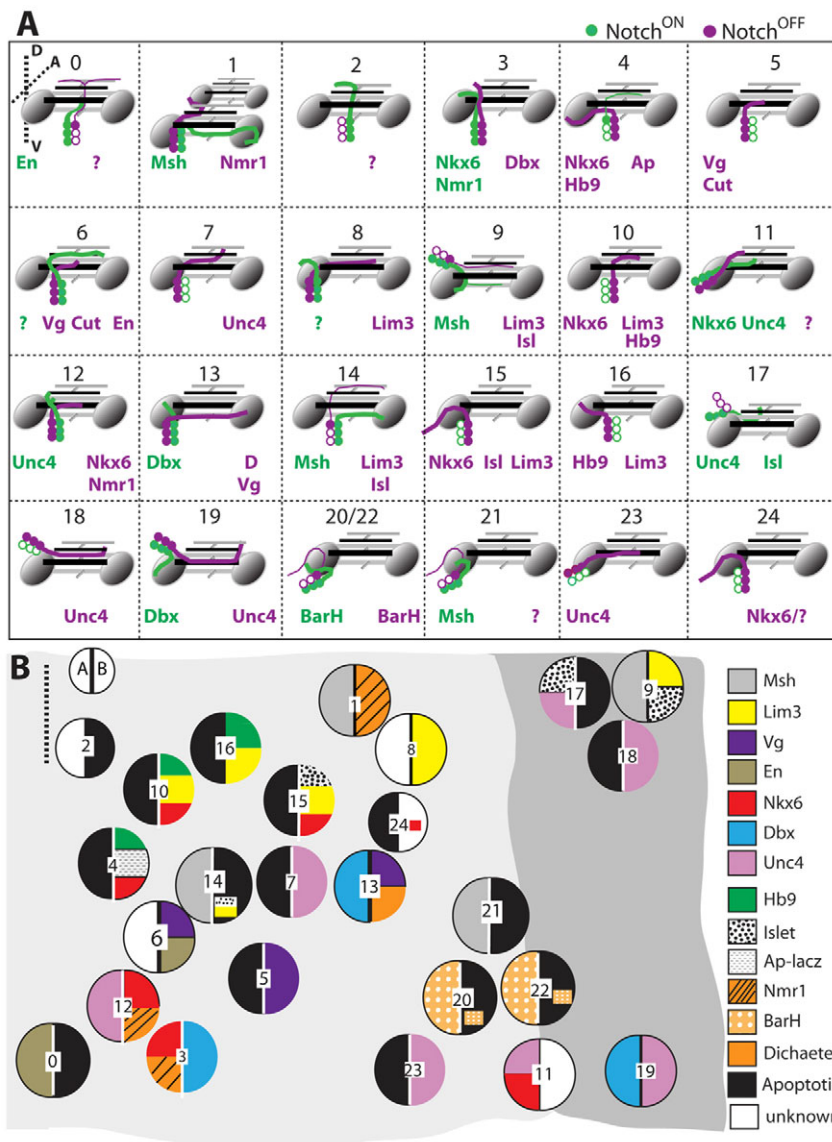 A
Notch^ON Notch^OFF
D
A
V
0 1 2 3 4 5
En ? Msh Nmr1 ? Nkx6 Dbx Nkx6 Ap Vg
Nmr1 Hb9 Cut
6 7 8 9 10 11
? Vg Cut En Unc4 ? Lim3 Msh Lim3 Nkx6 Lim3 Nkx6 Unc4 ?
Isl Hb9
12 13 14 15 16 17
Unc4 Nkx6 Dbx D Msh Lim3 Nkx6 Isl Lim3 Hb9 Lim3 Unc4 Isl
Nmr1 Vg Isl
18 19 20/22 21 23 24
Unc4 Dbx Unc4 BarH BarH Msh ? Unc4 Nkx6/?
B
A B
1
17
9
2
16
8
18
10
15
24
4
14
7
13
6
21
5
20
22
12
0
3
23
11
19
Msh
Lim3
Vg
En
Nkx6
Dbx
Unc4
Hb9
Islet
Ap-lacz
Nmr1
BarH
Dichaete
Apoptoti
unknow